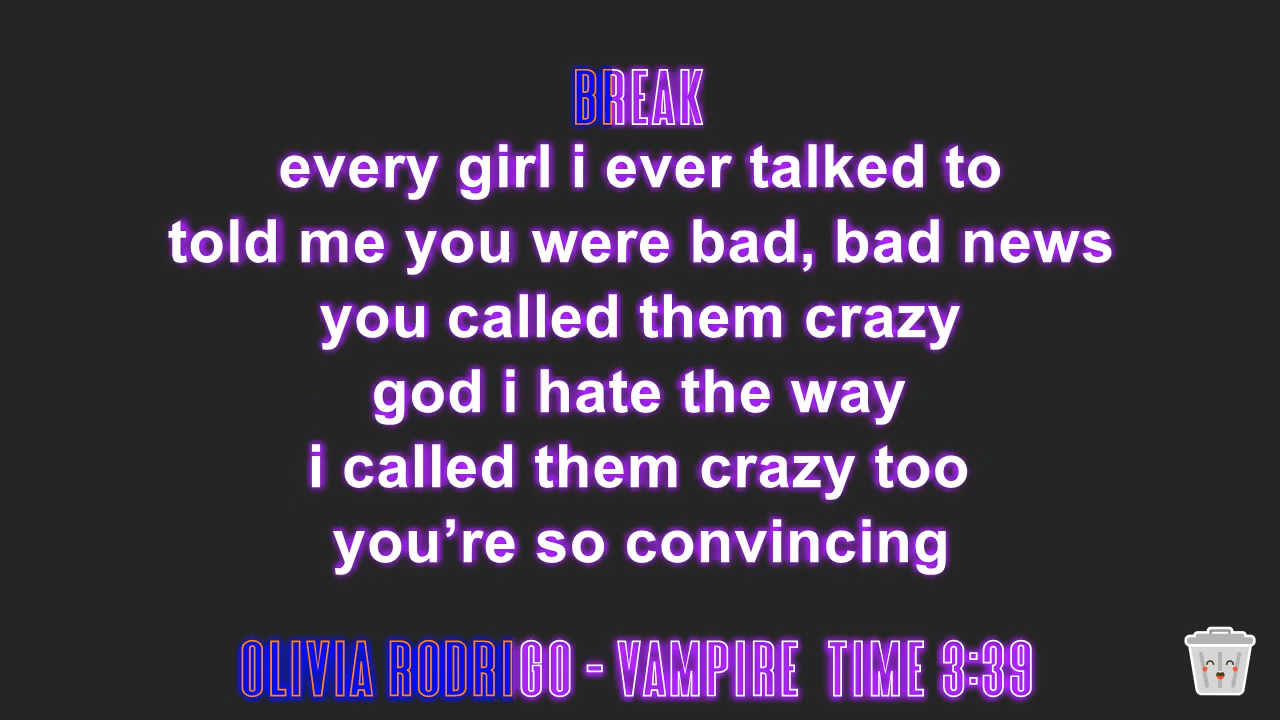 BREAK
every girl i ever talked to
told me you were bad, bad news
you called them crazy
god i hate the way
i called them crazy too
you’re so convincing
OLIVIA RODRIGO - VAMPIRE TIME 3:39